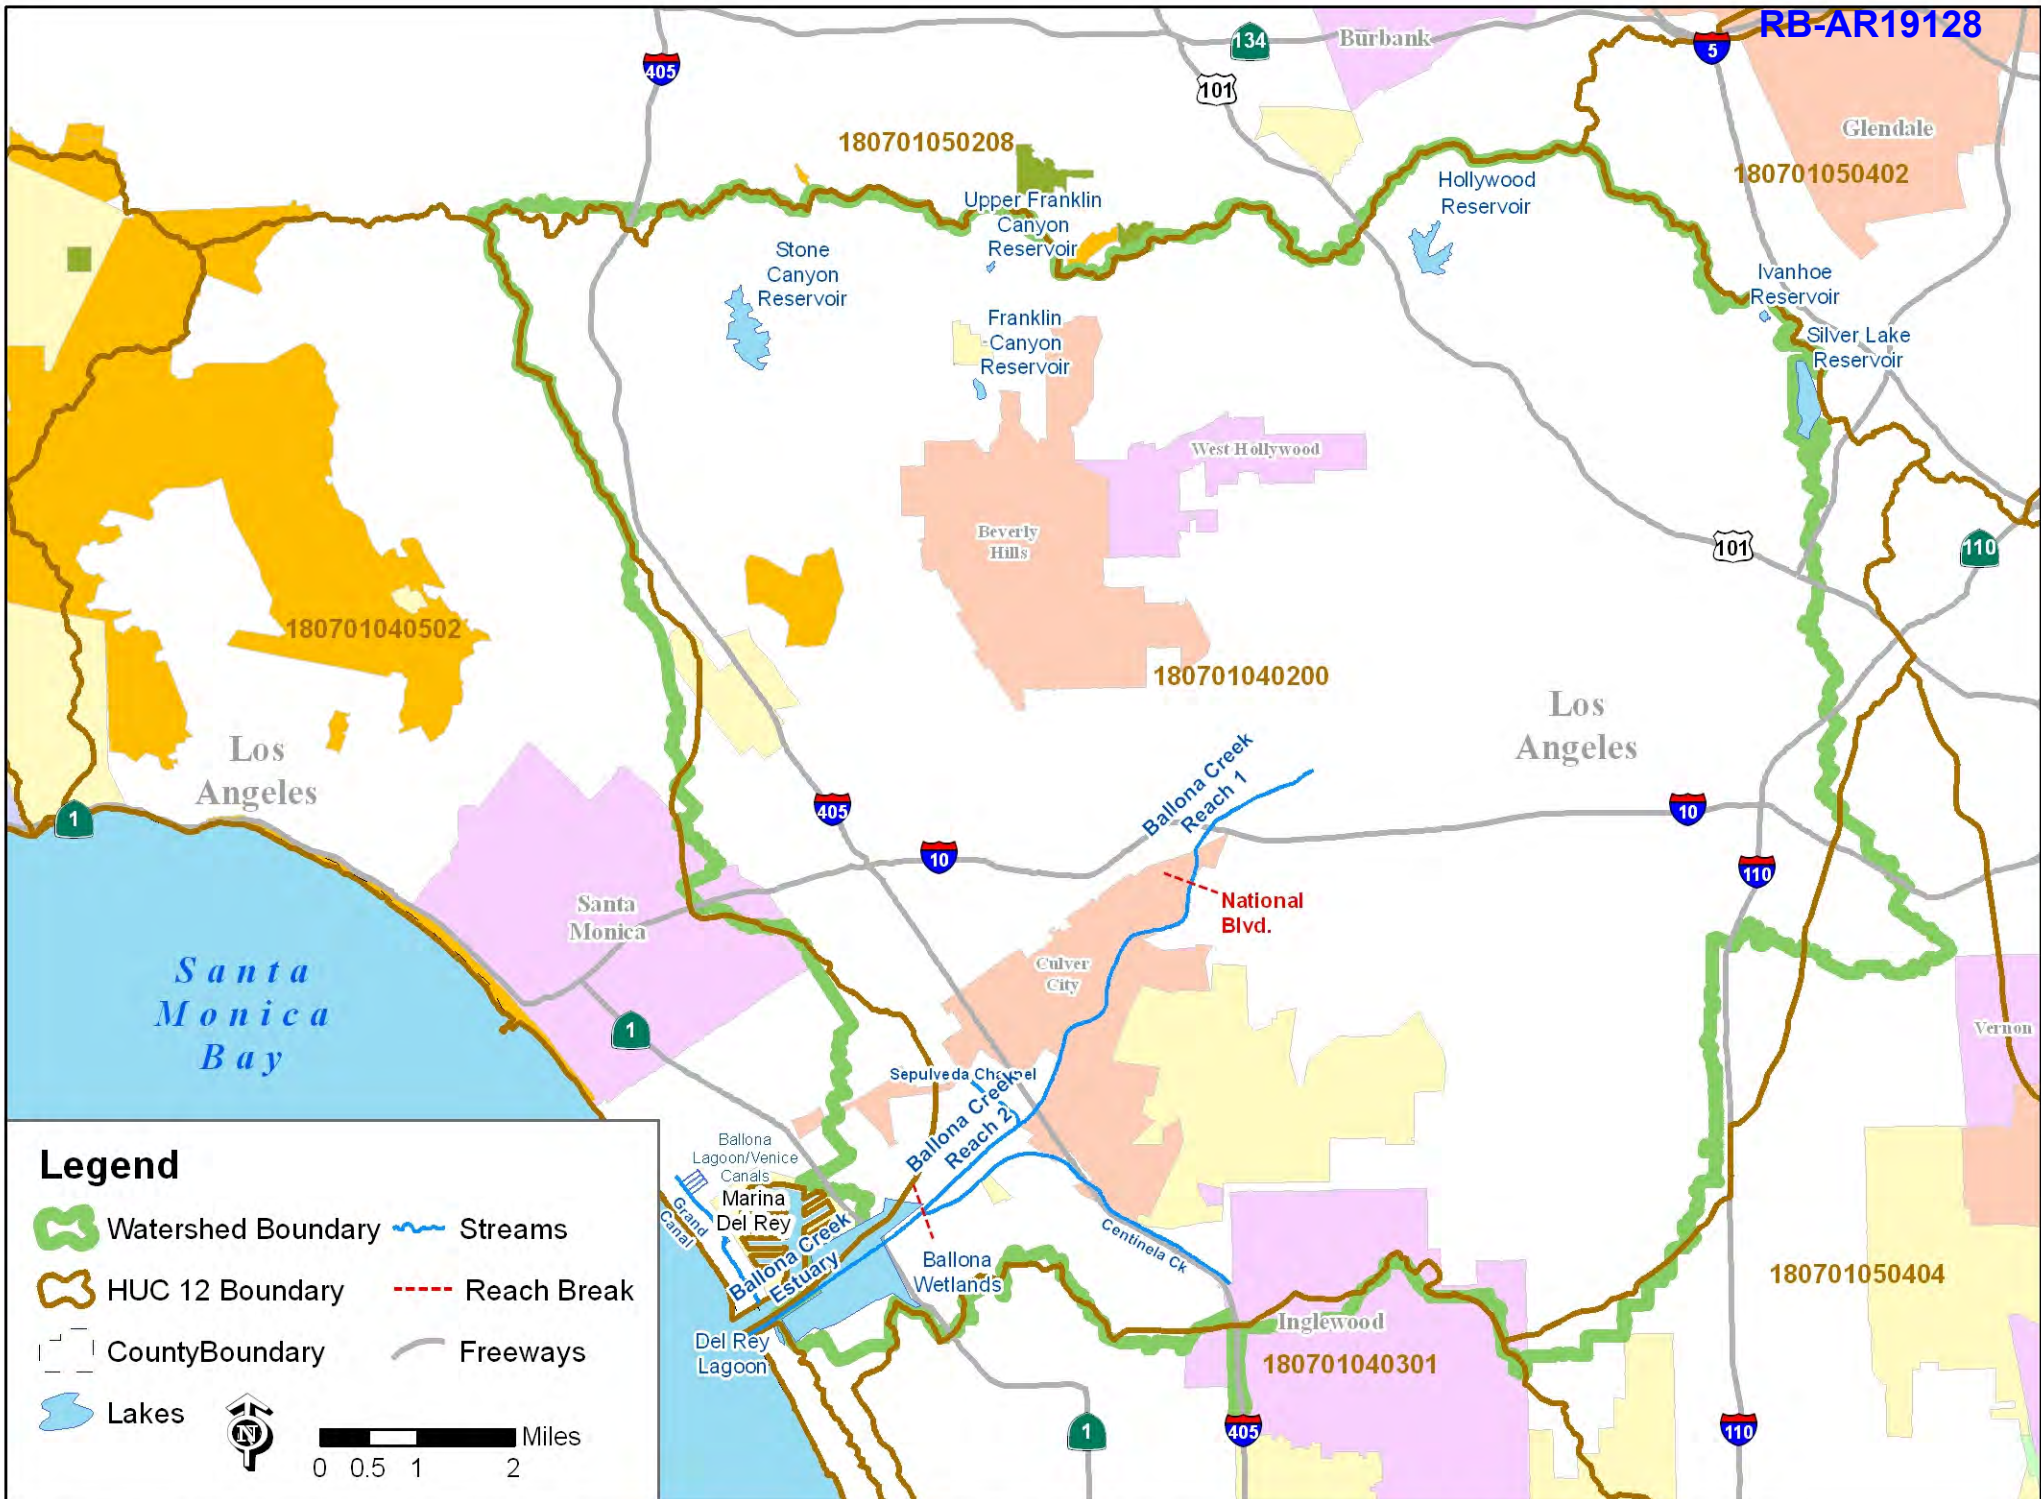 RB-AR19128
405
134
Burbank
5
101
Glendale
180701050208
180701050402
Hollywood
Reservoir
Upper Franklin
Canyon
Reservoir
Stone
Canyon
Reservoir
Ivanhoe
Reservoir
Franklin
Canyon
Reservoir
Silver Lake
Reservoir
West Hollywood
Beverly
Hills
101
110
180701040502
180701040200
Los
Angeles
Los
Angeles
Ballona Creek
Reach 1
1
405
10
10
110
National
Blvd.
Santa
Monica
Culver
City
Santa
Monica
Bay
1
Vernon
Sepulveda Channel
Ballona Creek
Reach 2
Ballona
Lagoon/Venice
Canals
Marina
Del Rey
Grand
Canal
Ballona Creek
Estuary
Centinela Ck
Ballona
Wetlands
Del Rey
Lagoon
Inglewood
180701050404
180701040301
1
405
110
Legend
Watershed Boundary
Streams
HUC 12 Boundary
Reach Break
CountyBoundary
Freeways
Lakes
N
Miles
0 0.5 1 2